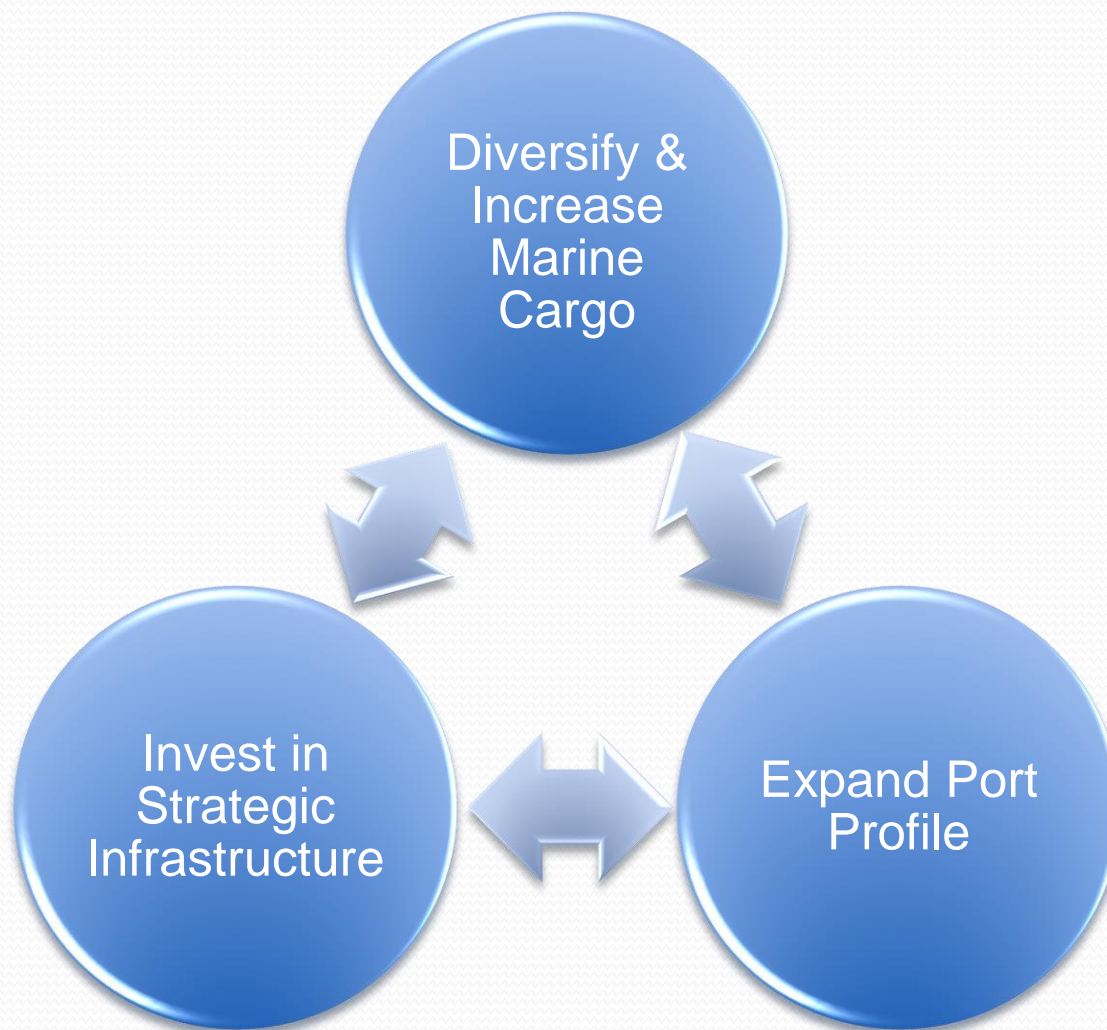 Diversify &
Increase
Marine
Cargo
Invest in
Strategic
Infrastructure
Expand Port
Profile